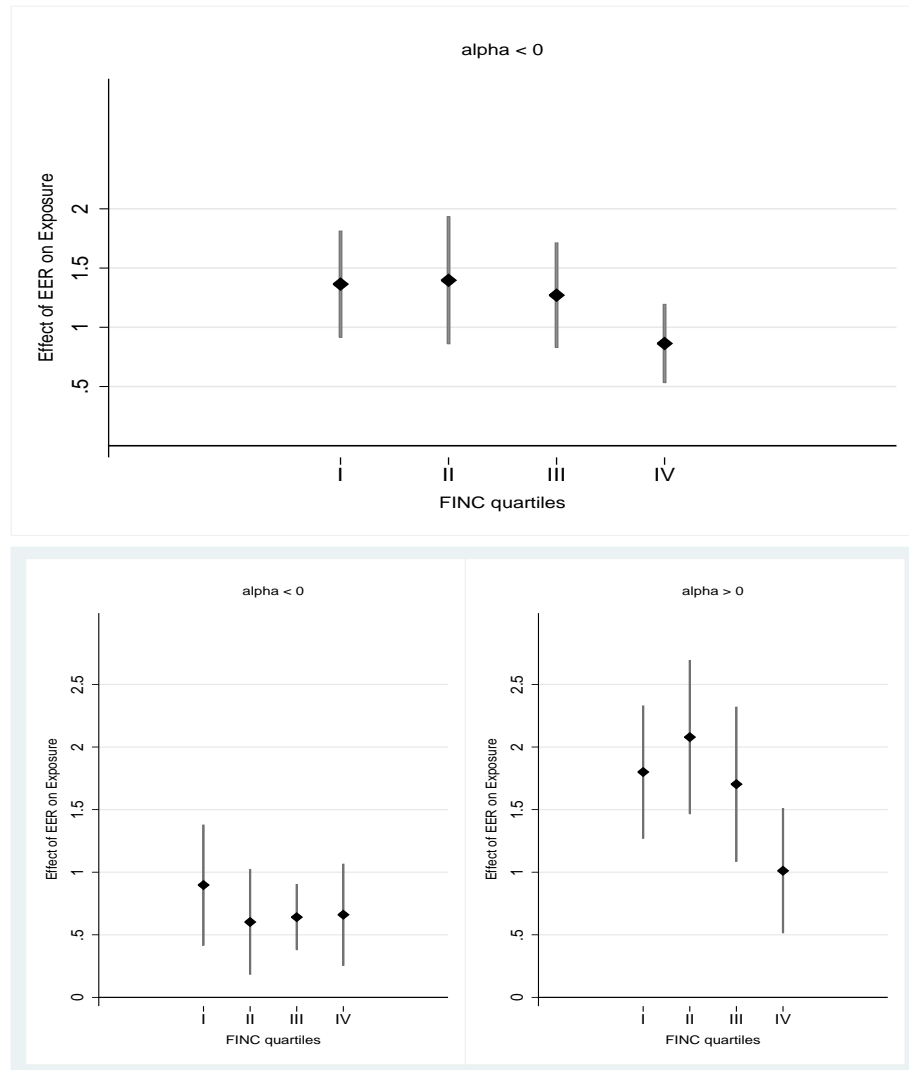 alpha < 0
Effect of EER on Exposure
2
1.5
1
.5
I II III IV
FINC quartiles
alpha < 0
Effect of EER on Exposure
2.5
2
1.5
1
.5
0
I II III IV
FINC quartiles
alpha > 0
Effect of EER on Exposure
2.5
2
1.5
1
.5
0
I II III IV
FINC quartiles